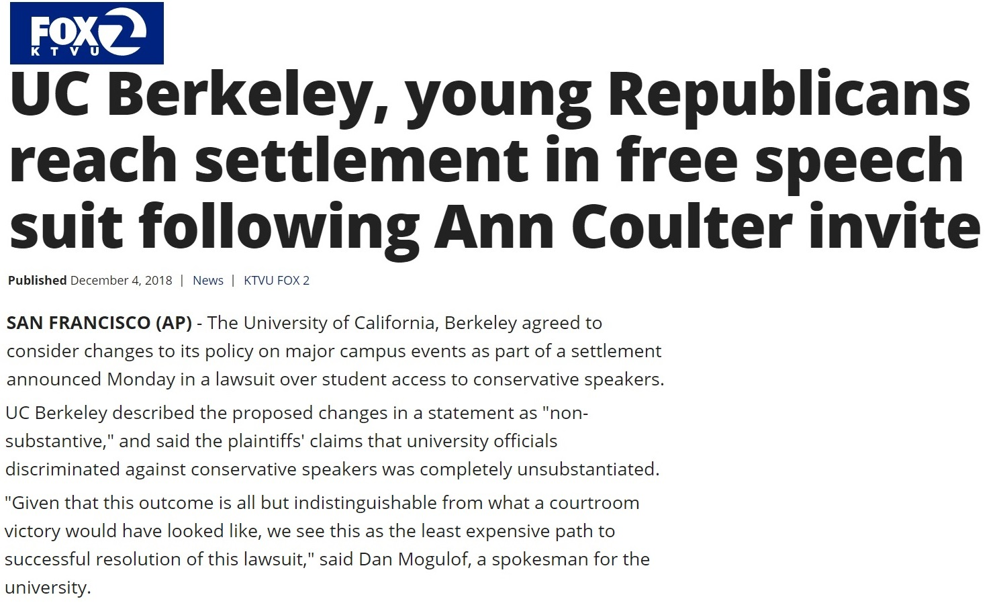 FOX 2
KTVU
UC Berkeley, young Republicans
reach settlement in free speech
suit following Ann Coulter invite
Published December 4, 2018 | News | KTVU FOX 2
SAN FRANCISCO (AP) - The University of California, Berkeley agreed to
consider changes to its policy on major campus events as part of a settlement
announced Monday in a lawsuit over student access to conservative speakers.
UC Berkeley described the proposed changes in a statement as "non-
substantive," and said the plaintiffs' claims that university officials
discriminated against conservative speakers was completely unsubstantiated.
"Given that this outcome is all but indistinguishable from what a courtroom
victory would have looked like, we see this as the least expensive path to
successful resolution of this lawsuit," said Dan Mogulof, a spokesman for the
university.